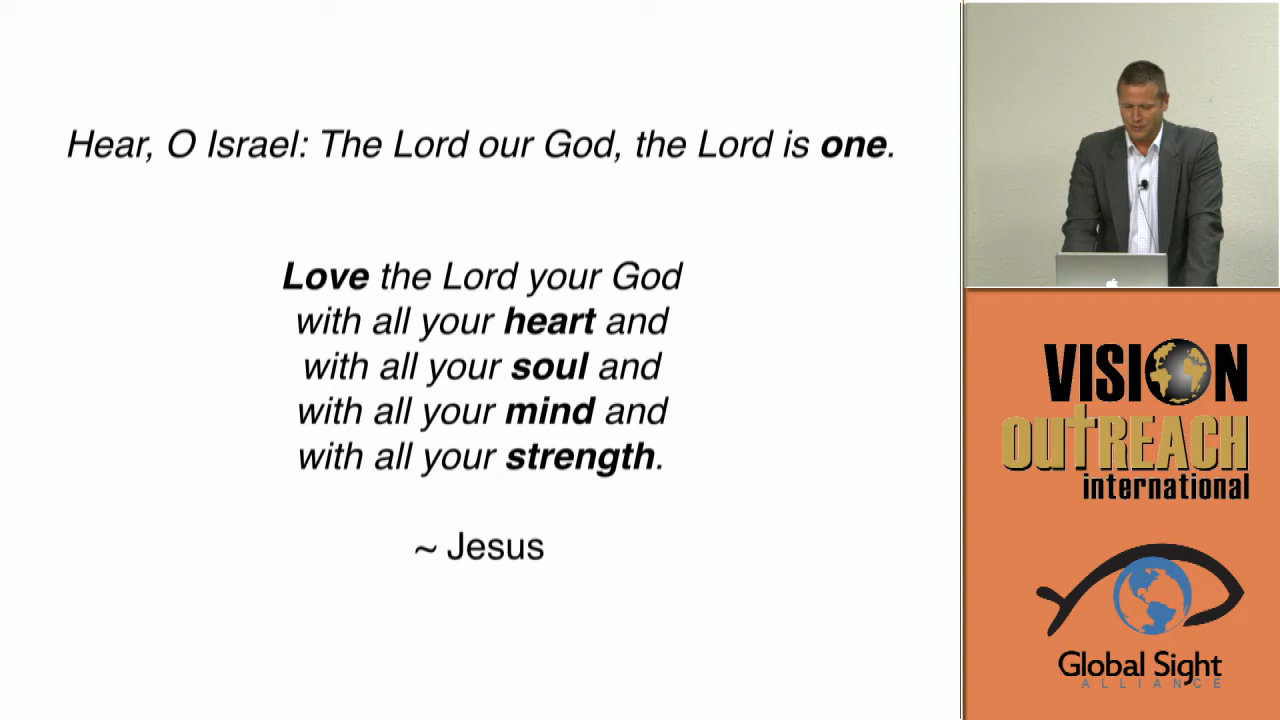 Hear, O Israel: The Lord our God, the Lord is one.
Love the Lord your God
with all your heart and
with all your soul and
with all your mind and
with all your strength.
~ Jesus
VISION
OUTREACH
international
Global Sight
ALLIANCE